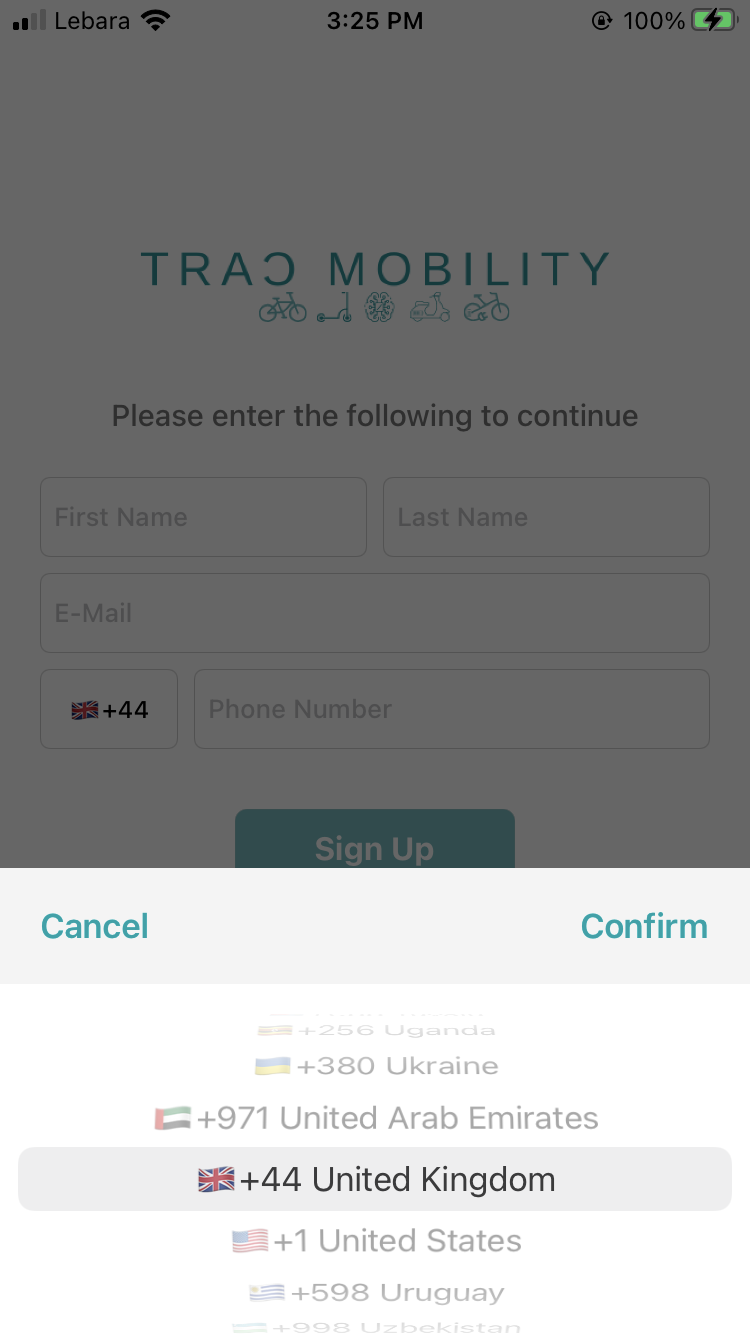 Lebara 3:25 PM 100%
TRAC MOBILITY
Please enter the following to continue
First Name Last Name
E-Mail
+44 Phone Number
Sign Up
Cancel Confirm
+256 Uganda
+380 Ukraine
+971 United Arab Emirates
+44 United Kingdom
+1 United States
+598 Uruguay
+998 Uzbekistan